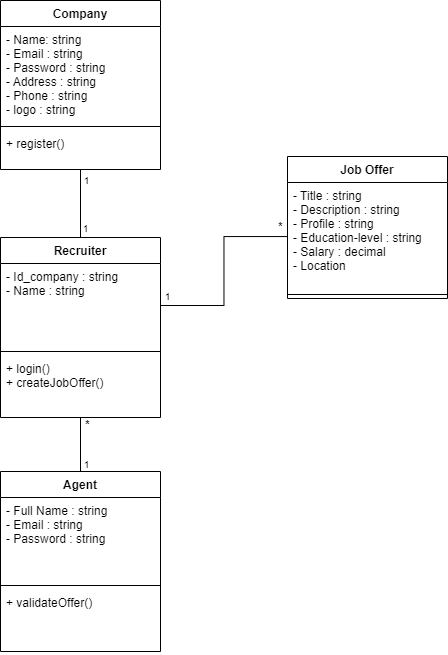 Company
- Name: string
- Email : string
- Password : string
- Address : string
- Phone : string
- logo : string
+ register()
1
1
Recruiter
- Id_company : string
- Name : string
+ login()
+ createJobOffer()
1
*
Job Offer
- Title : string
- Description : string
- Profile : string
- Education-level : string
- Salary : decimal
- Location
*
1
Agent
- Full Name : string
- Email : string
- Password : string
+ validateOffer()